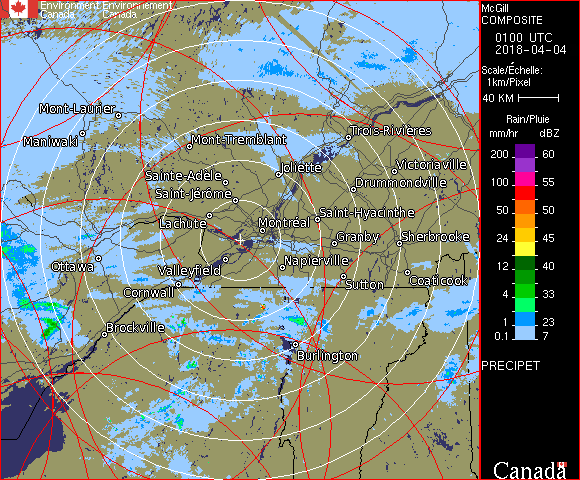 Environment Environnement
Canada Canada
McGill
COMPOSITE
0100 UTC
2018-04-04
Scale/Échelle:
1km/Pixel
40 KM
Rain/Pluie
mm/hr dBZ
200 60
100 55
50 50
24 45
12 40
4 33
1 23
0.1 7
PRECIPET
Canada
Mont-Laurier
Maniwaki
Mont-Tremblant
Trois-Rivières
Sainte-Adèle
Joliette
Victoriaville
Saint-Jérôme
Drummondville
Lachute
Montréal
Saint-Hyacinthe
Granby
Sherbrooke
Ottawa
Valleyfield
Napierville
Cornwall
Sutton
Coaticook
Brockville
Burlington